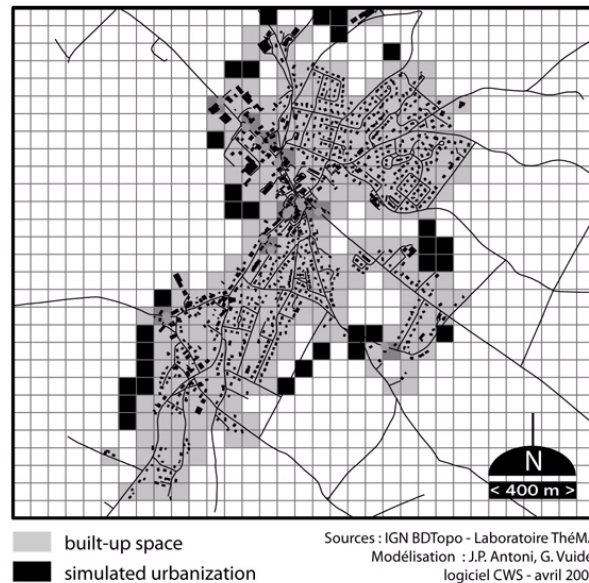 N
< 400 m >
built-up space
simulated urbanization
Sources : IGN BDTopo - Laboratoire ThéM
Modélisation : J.P. Antoni, G. Vuide
logiciel CWS - avril 200